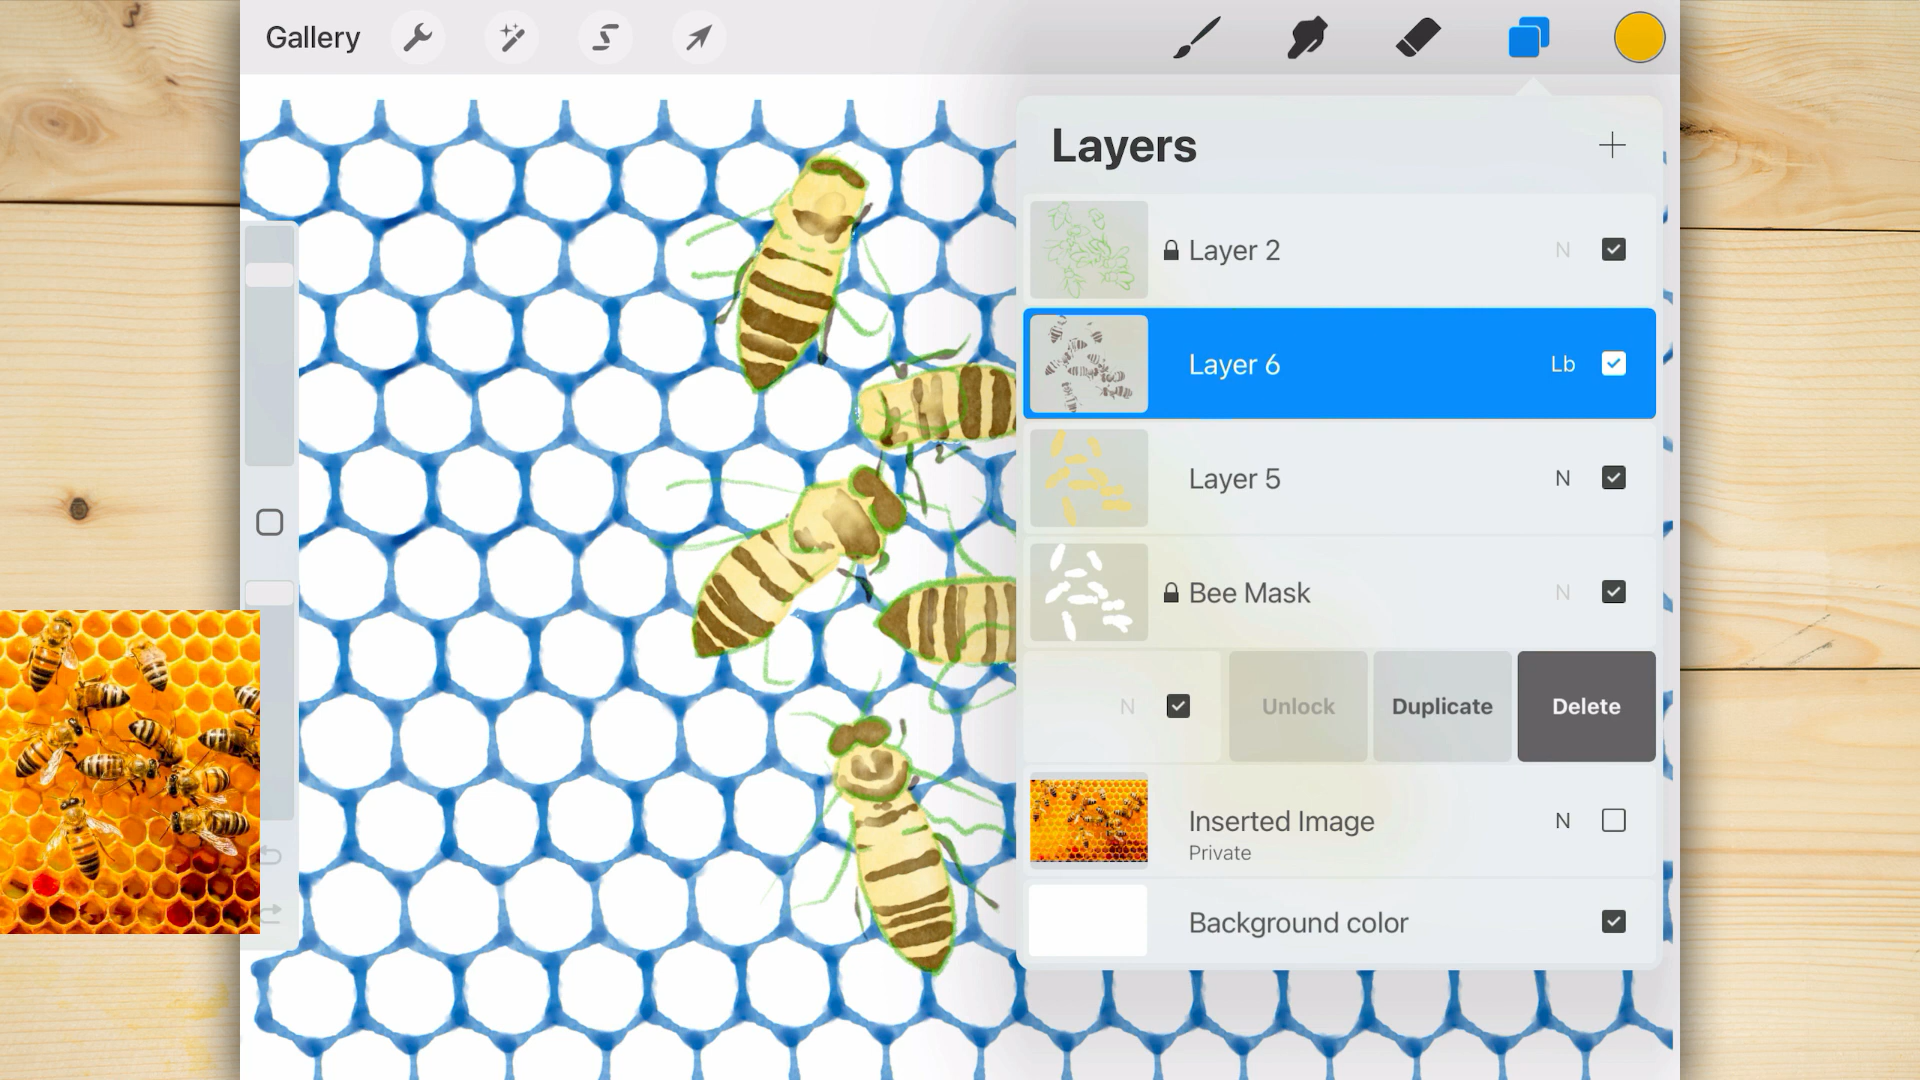 Gallery
Layers
Layer 2 N
Layer 6 Lb
Layer 5 N
Bee Mask N
N Unlock Duplicate Delete
Inserted Image N
Private
Background color